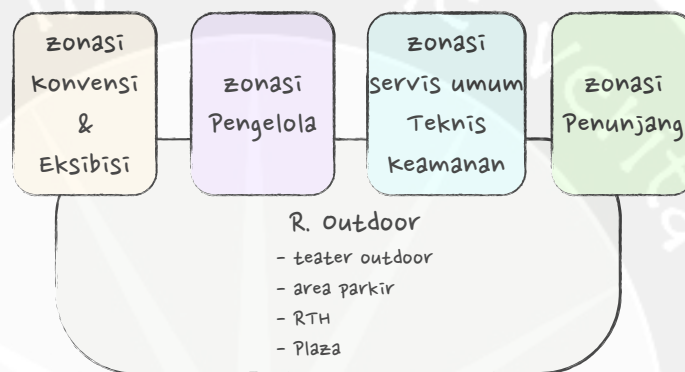 zonasi
Konvensi
&
Eksibisi
zonasi
Pengelola
zonasi
servis umum
Teknis
keamanan
zonasi
Penunjang
R. Outdoor
- teater outdoor
- area parkir
- RTH
- Plaza